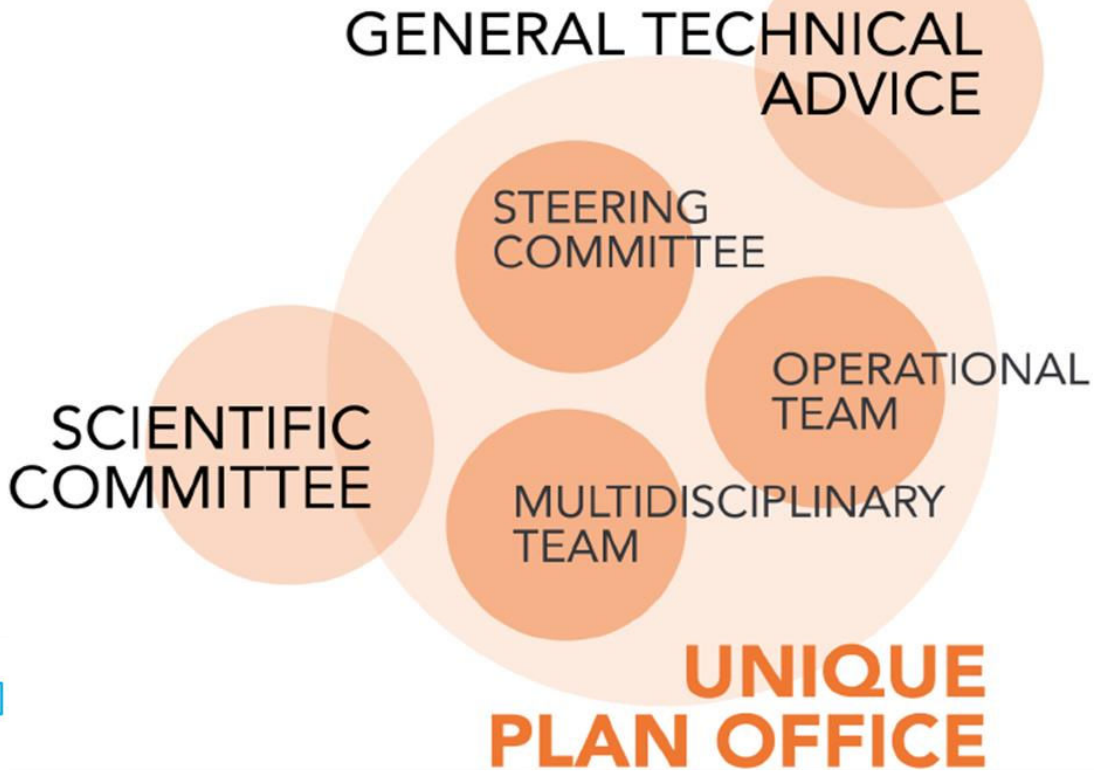 GENERAL TECHNICAL
ADVICE
STEERING
COMMITTEE
OPERATIONAL
TEAM
SCIENTIFIC
COMMITTEE
MULTIDISCIPLINARY
TEAM
UNIQUE
PLAN OFFICE